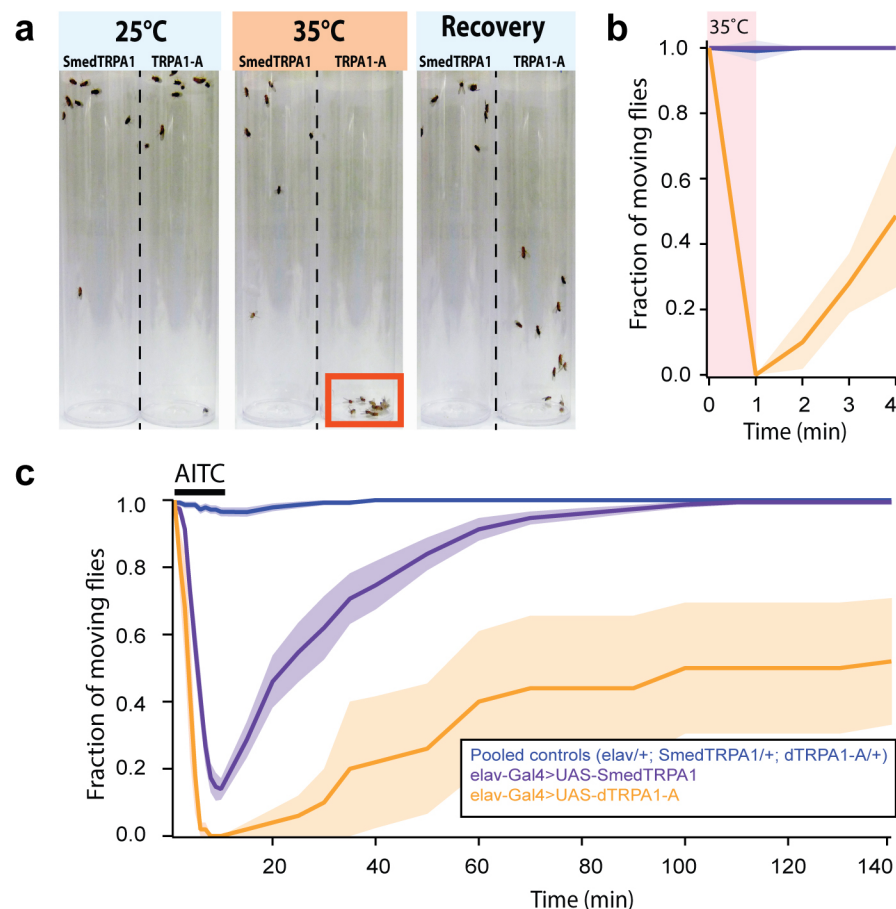 a
25°C
35°C
Recovery
SmedTRPA1 TRPA1-A
SmedTRPA1 TRPA1-A
SmedTRPA1 TRPA1-A
b
35°C
1.0
0.8
0.6
0.4
0.2
0.0
Fraction of moving flies
0 1 2 3 4
Time (min)
c
AITC
1.0
0.8
0.6
0.4
0.2
0.0
Fraction of moving flies
Pooled controls (elav/+; SmedTRPA1/+; dTRPA1-A/+)
elav-Gal4>UAS-SmedTRPA1
elav-Gal4>UAS-dTRPA1-A
20 40 60 80 100 120 140
Time (min)